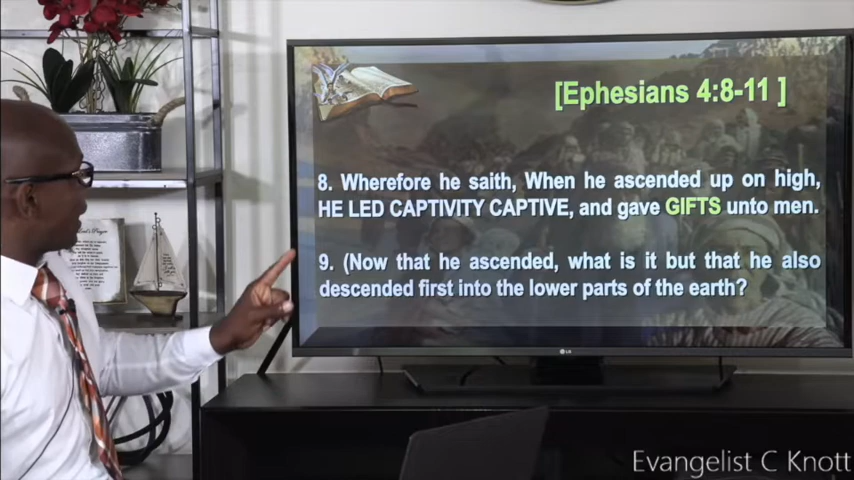 [Ephesians 4:8-11 ]
8. Wherefore he saith, When he ascended up on high,
HE LED CAPTIVITY CAPTIVE, and gave GIFTS unto men.
9. (Now that he ascended, what is it but that he also
descended first into the lower parts of the earth?
LG
Evangelist C Knott